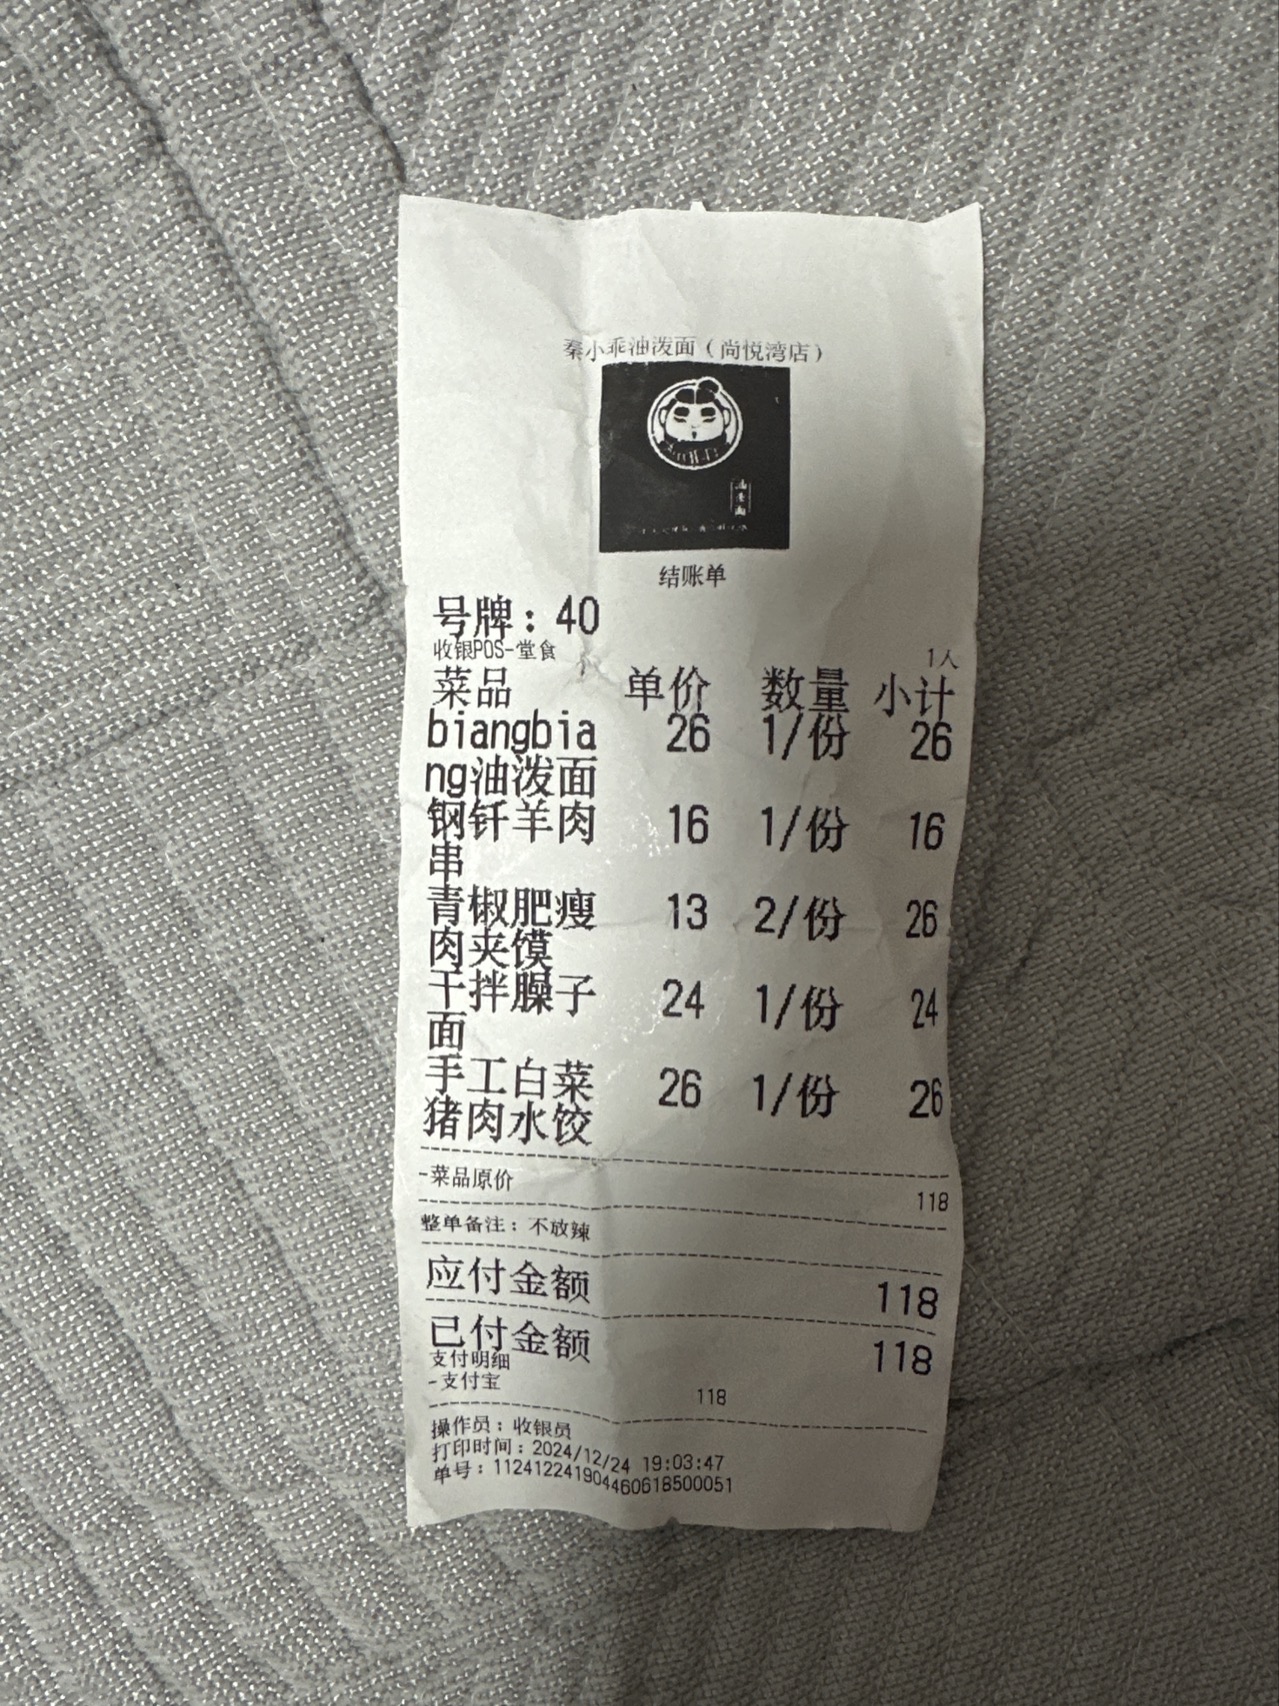 秦小乖油泼面（尚悦湾店）
油泼面
结账单
号牌：40
收银POS-堂食 1人
菜品 单价 数量 小计
biangbia 26 1/份 26
ng油泼面
钢钎羊肉 16 1/份 16
串
青椒肥瘦 13 2/份 26
肉夹馍
干拌臊子 24 1/份 24
面
手工白菜 26 1/份 26
猪肉水饺
-菜品原价 118
整单备注：不放辣
应付金额 118
已付金额 118
支付明细
-支付宝 118
操作员：收银员
打印时间：2024/12/24 19:03:47
单号：11241224190446061850​0051